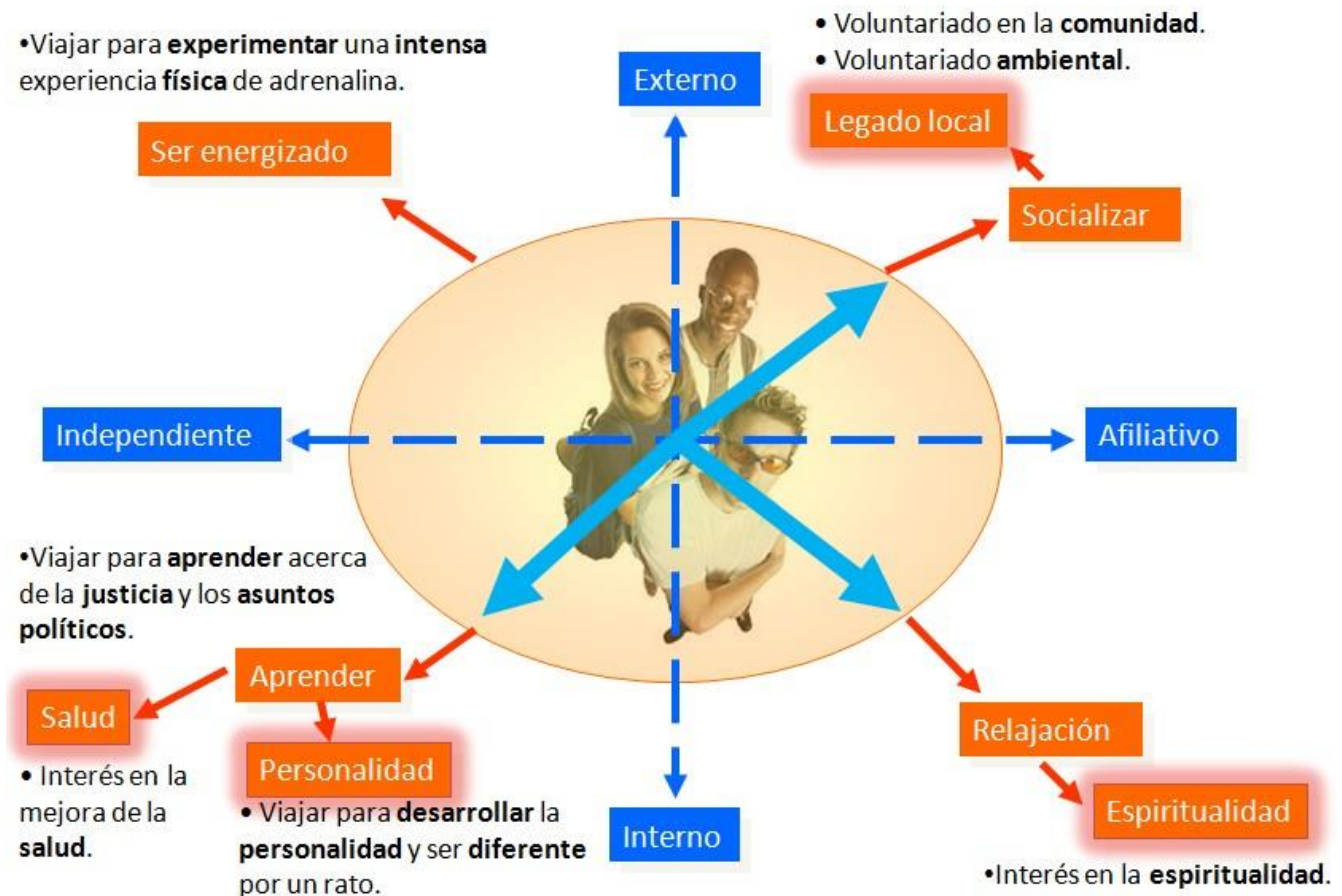 •Viajar para experimentar una intensa
experiencia física de adrenalina.
Ser energizado
Externo
• Voluntariado en la comunidad.
• Voluntariado ambiental.
Legado local
Socializar
Independiente
Afiliativo
•Viajar para aprender acerca
de la justicia y los asuntos
políticos.
Aprender
Salud
• Interés en la
mejora de la
salud.
Personalidad
• Viajar para desarrollar la
personalidad y ser diferente
por un rato.
Interno
Relajación
Espiritualidad
•Interés en la espiritualidad.